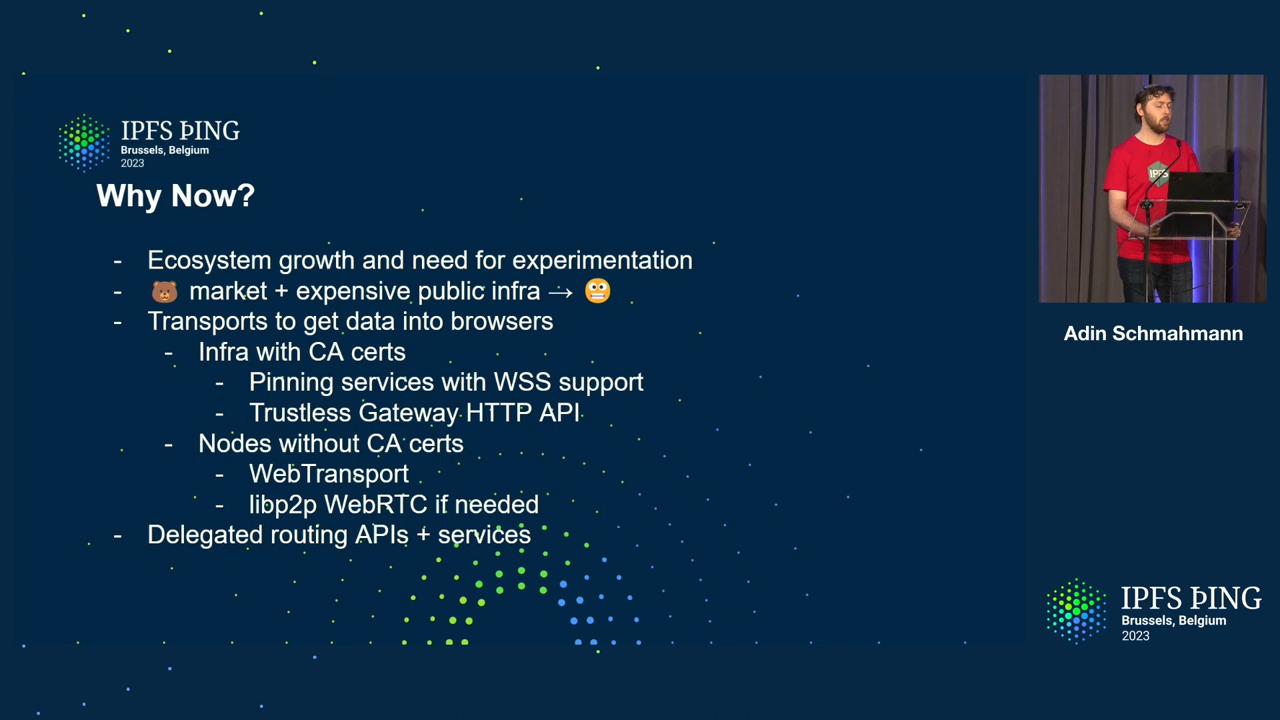 IPFS ÞING
Brussels, Belgium
2023
Why Now?
- Ecosystem growth and need for experimentation
- 🐻 market + expensive public infra → 😬
- Transports to get data into browsers
- Infra with CA certs
- Pinning services with WSS support
- Trustless Gateway HTTP API
- Nodes without CA certs
- WebTransport
- libp2p WebRTC if needed
- Delegated routing APIs + services
IPFS
Adin Schmahmann
IPFS ÞING
Brussels, Belgium
2023